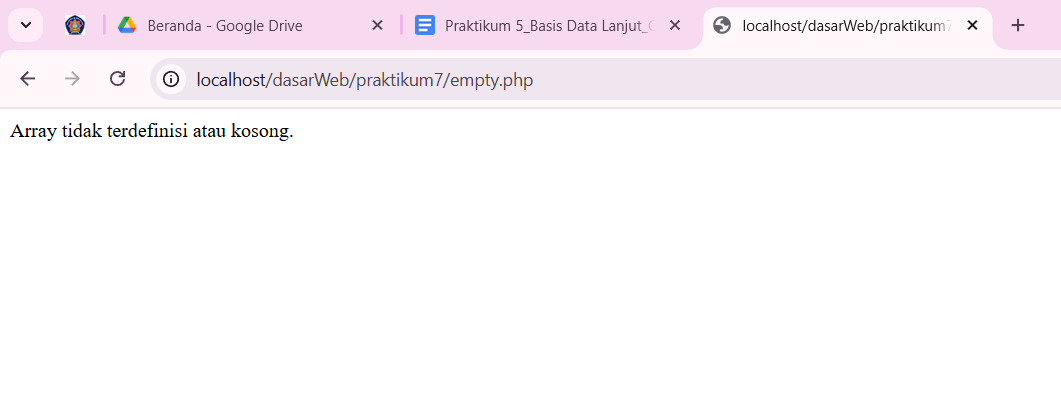 Beranda - Google Drive
Praktikum 5_Basis Data Lanjut_
localhost/dasarWeb/praktikum7
localhost/dasarWeb/praktikum7/empty.php
Array tidak terdefinisi atau kosong.